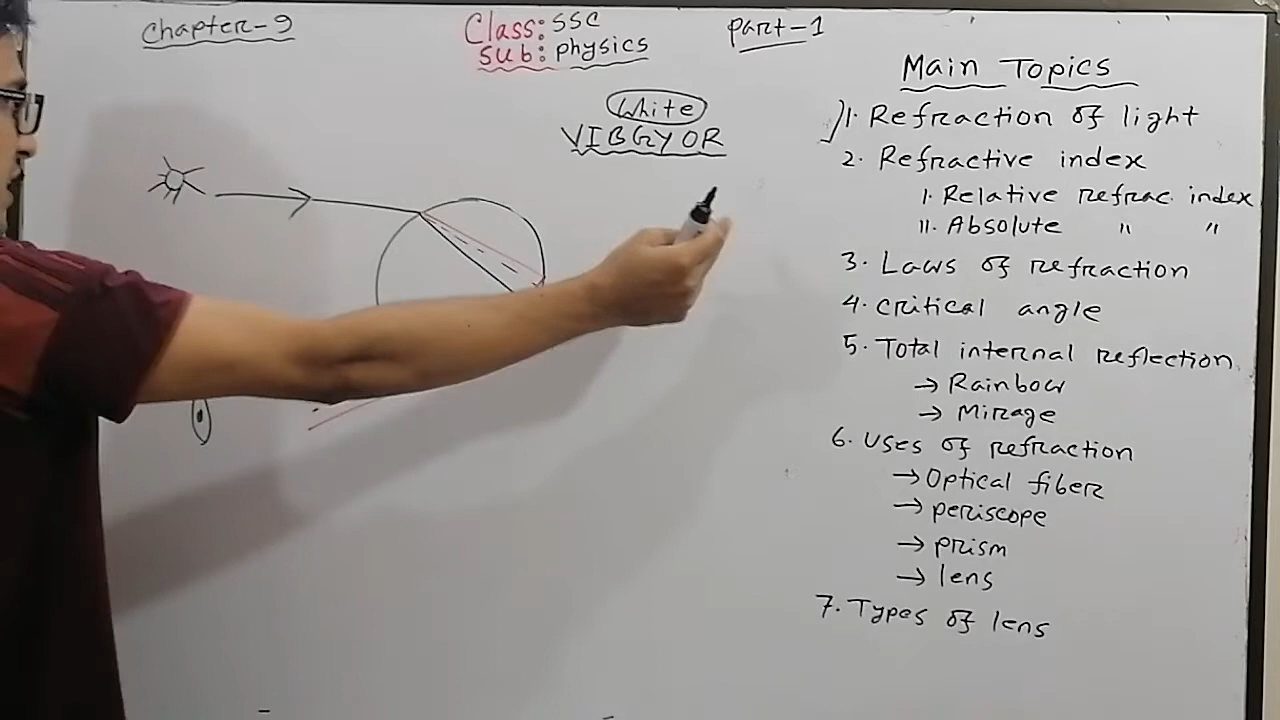 Chapter-9
Class: SSC
Sub: physics
part-1
White
VIBGYOR
Main Topics
1. Refraction of light
2. Refractive index
1. Relative refrac. index
11. Absolute " "
3. Laws of refraction
4. critical angle
5. Total internal reflection
→ Rainbow
→ Mirage
6. Uses of refraction
→ Optical fiber
→ periscope
→ prism
→ lens
7. Types of lens